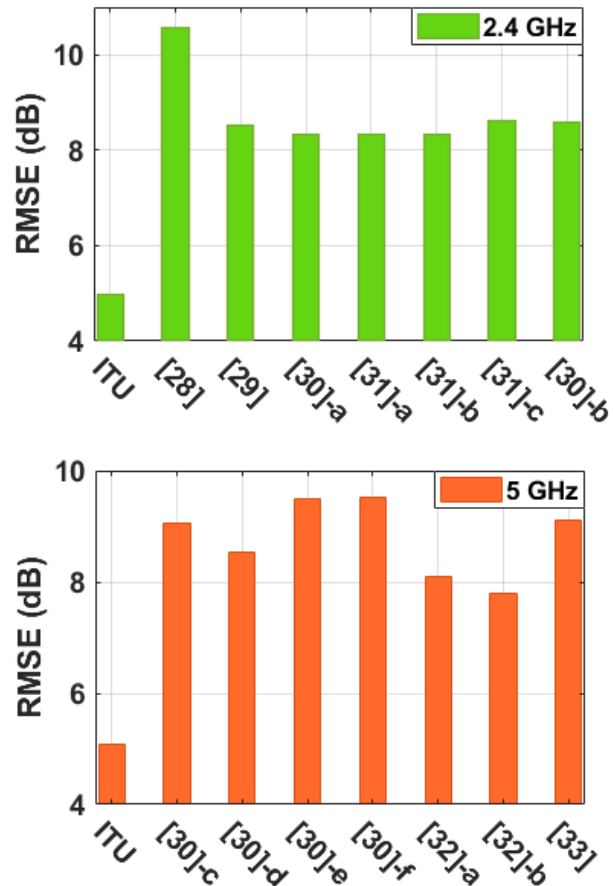 2.4 GHz
RMSE (dB)
10
8
6
4
ITU
[28]
[29]
[30]-a
[31]-a
[31]-b
[31]-c
[30]-b
5 GHz
RMSE (dB)
10
8
6
4
ITU
[30]-c
[30]-d
[30]-e
[30]-f
[32]-a
[32]-b
[33]